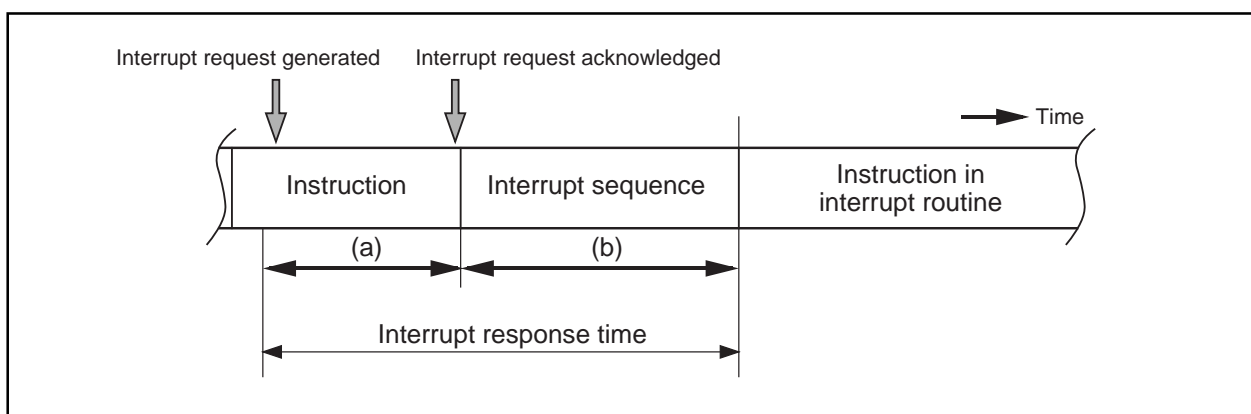 Interrupt request generated
Interrupt request acknowledged
Time
Instruction
Interrupt sequence
Instruction in
interrupt routine
(a)
(b)
Interrupt response time